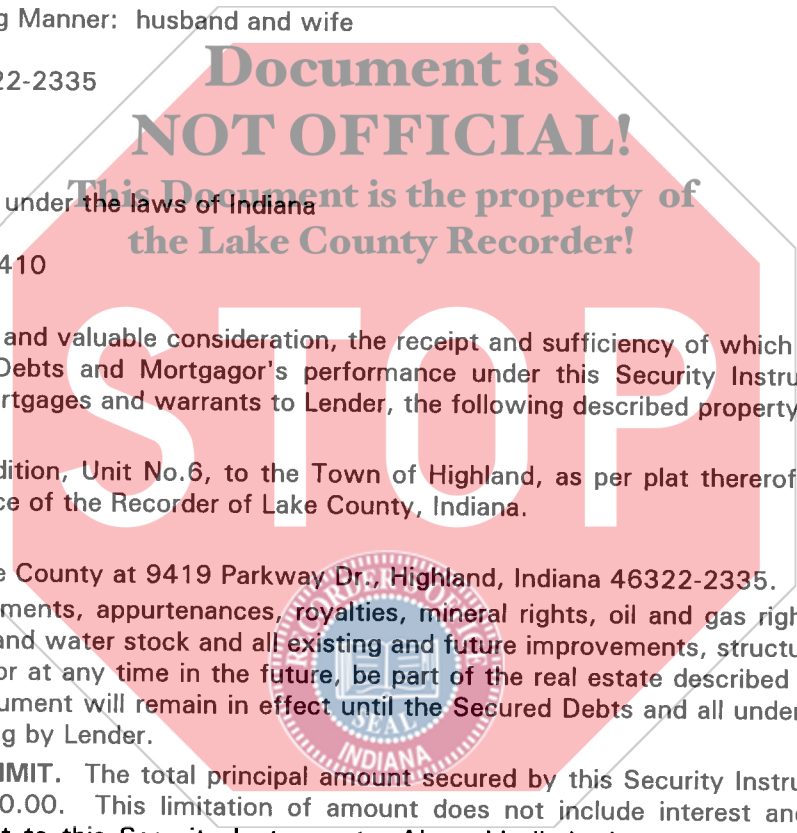 g Manner: husband and wife
Document is
22-2335
NOT OFFICIAL!
This Document is the property of
under the laws of Indiana
the Lake County Recorder!
410
and valuable consideration, the receipt and sufficiency of which
Debts and Mortgagor's performance under this Security Instru
rtgages and warrants to Lender, the following described property
STOP
dition, Unit No.6, to the Town of Highland, as per plat thererof
ce of the Recorder of Lake County, Indiana.
e County at 9419 Parkway Dr., Highland, Indiana 46322-2335.
ments, appurtenances, royalties, mineral rights, oil and gas righ
and water stock and all existing and future improvements, structu
or at any time in the future, be part of the real estate described
ument will remain in effect until the Secured Debts and all under
g by Lender.
RECORDER'S OFFICE
SEAL
INDIANA
IMIT. The total principal amount secured by this Security Instru
0.00. This limitation of amount does not include interest and